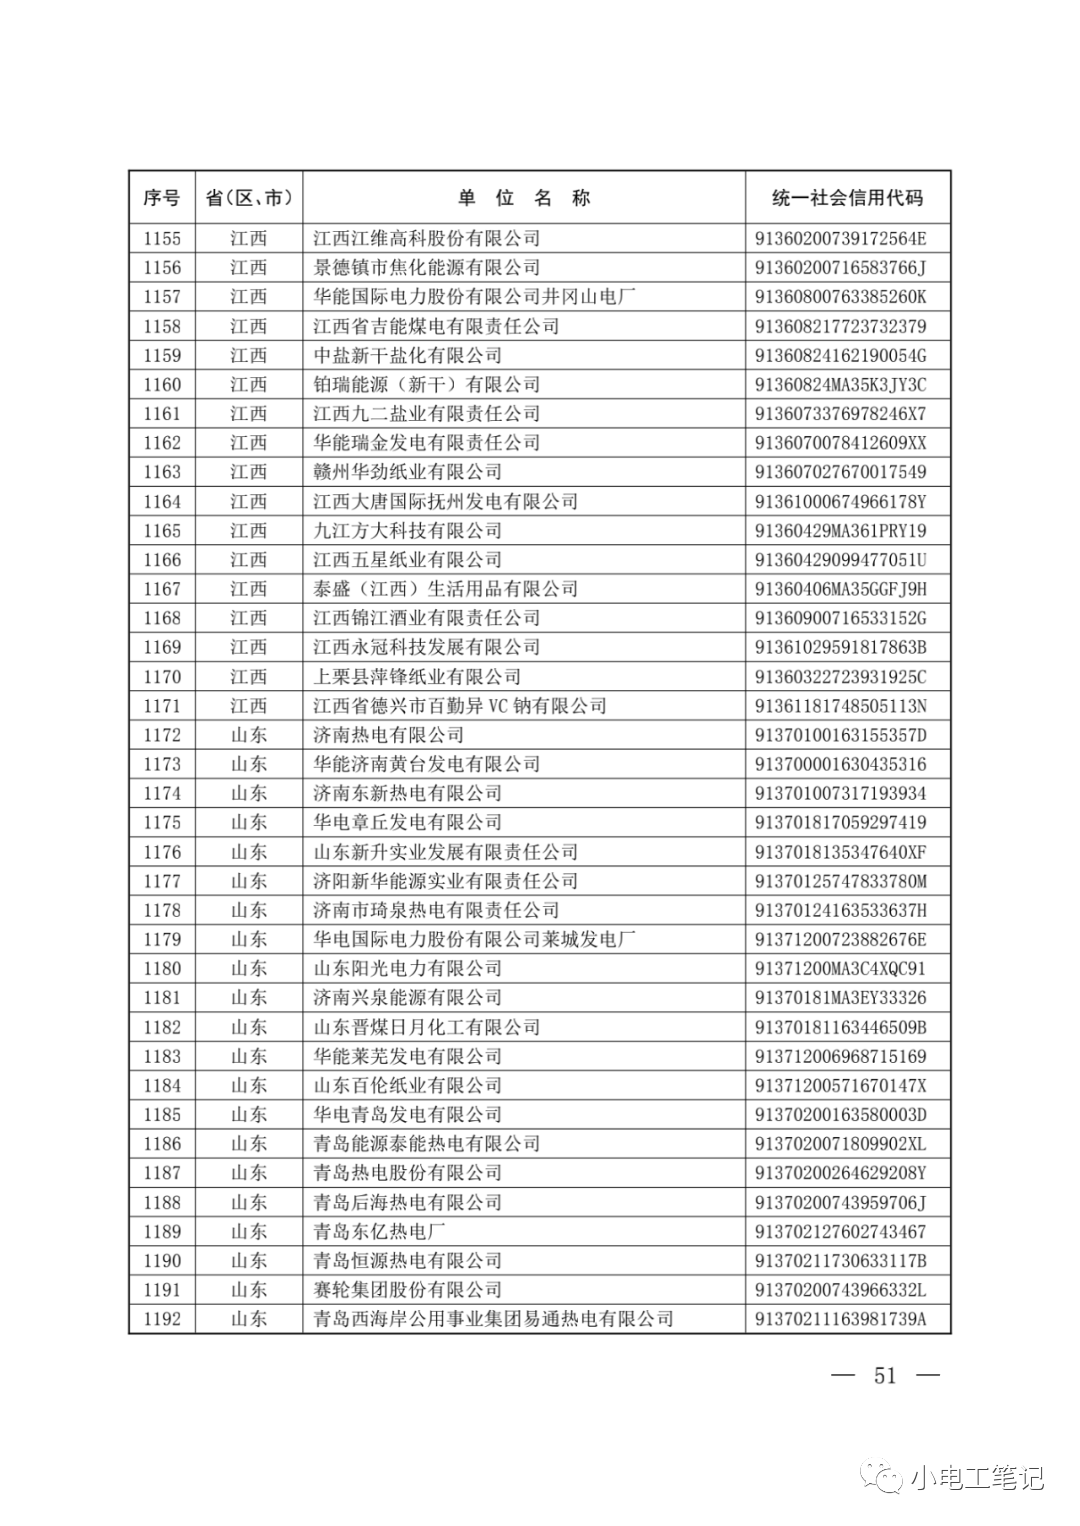 序号 省(区、市) 单 位 名 称 统一社会信用代码
1155 江西 江西江维高科股份有限公司 91360200739172564E
1156 江西 景德镇市焦化能源有限公司 91360200716583766J
1157 江西 华能国际电力股份有限公司井冈山电厂 91360800763385260K
1158 江西 江西省吉能煤电有限责任公司 913608217723732379
1159 江西 中盐新干盐化有限公司 91360824162190054G
1160 江西 铂瑞能源（新干）有限公司 91360824MA35K3JY3C
1161 江西 江西九二盐业有限责任公司 9136073376978246X7
1162 江西 华能瑞金发电有限责任公司 9136070078412609XX
1163 江西 赣州华劲纸业有限公司 913607027670017549
1164 江西 江西大唐国际抚州发电有限公司 91361000674966178Y
1165 江西 九江方大科技有限公司 91360429MA361PRY19
1166 江西 江西五星纸业有限公司 91360429099477051U
1167 江西 泰盛（江西）生活用品有限公司 91360406MA35GGFJ9H
1168 江西 江西锦江酒业有限责任公司 91360900716533152G
1169 江西 江西永冠科技发展有限公司 91361029591817863B
1170 江西 上栗县萍锋纸业有限公司 91360322723931925C
1171 江西 江西省德兴市百勤异 VC 钠有限公司 91361181748505113N
1172 山东 济南热电有限公司 91370100163155357D
1173 山东 华能济南黄台发电有限公司 913700001630435316
1174 山东 济南东新热电有限公司 913701007317193934
1175 山东 华电章丘发电有限公司 913701817059297419
1176 山东 山东新升实业发展有限责任公司 9137018135347640XF
1177 山东 济阳新华能源实业有限责任公司 91370125747833780M
1178 山东 济南市琦泉热电有限责任公司 91370124163533637H
1179 山东 华电国际电力股份有限公司莱城发电厂 91371200723882676E
1180 山东 山东阳光电力有限公司 91371200MA3C4XQC91
1181 山东 济南兴泉能源有限公司 91370181MA3EY33326
1182 山东 山东晋煤日月化工有限公司 91370181163446509B
1183 山东 华能莱芜发电有限公司 913712006968715169
1184 山东 山东百伦纸业有限公司 91371200571670147X
1185 山东 华电青岛发电有限公司 91370200163580003D
1186 山东 青岛能源泰能热电有限公司 9137020071809902XL
1187 山东 青岛热电股份有限公司 91370200264629208Y
1188 山东 青岛后海热电有限公司 91370200743959706J
1189 山东 青岛东亿热电厂 913702127602743467
1190 山东 青岛恒源热电有限公司 91370211730633117B
1191 山东 赛轮集团股份有限公司 91370200743966332L
1192 山东 青岛西海岸公用事业集团易通热电有限公司 91370211163981739A
— 51 —
小电工笔记